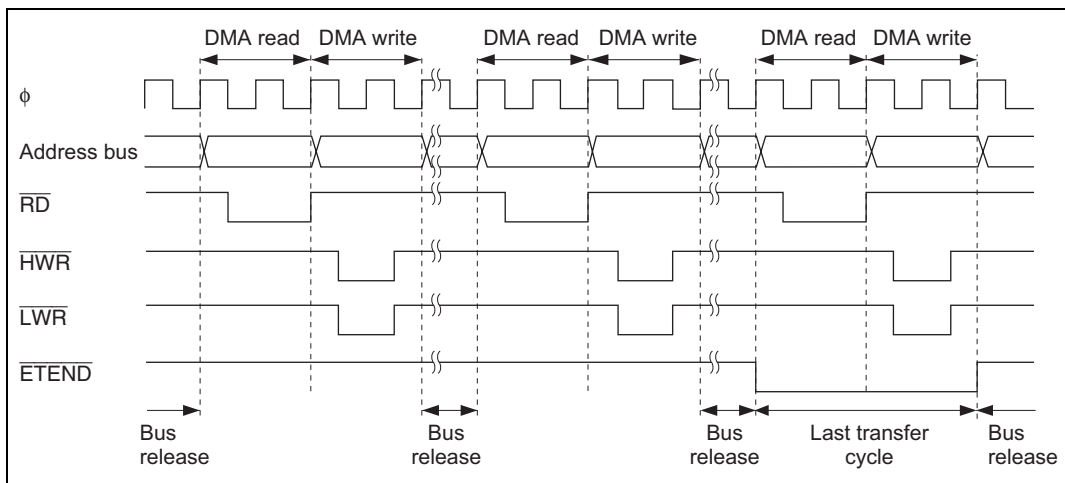 DMA read DMA write DMA read DMA write DMA read DMA write
ϕ
Address bus
RD
HWR
LWR
ETEND
Bus release Bus release Bus release Last transfer cycle Bus release